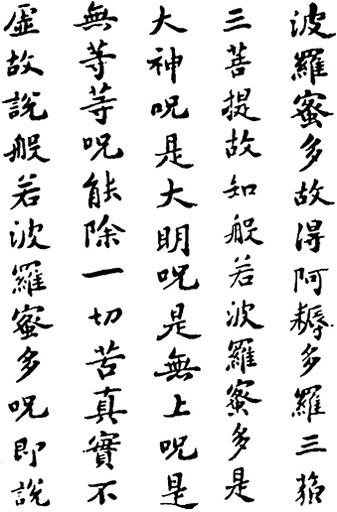 波羅蜜多故得阿耨多羅三藐
三菩提故知般若波羅蜜多是
大神呪是大明呪是無上呪是
無等等呪能除一切苦真實不
虛故說般若波羅蜜多呪即說